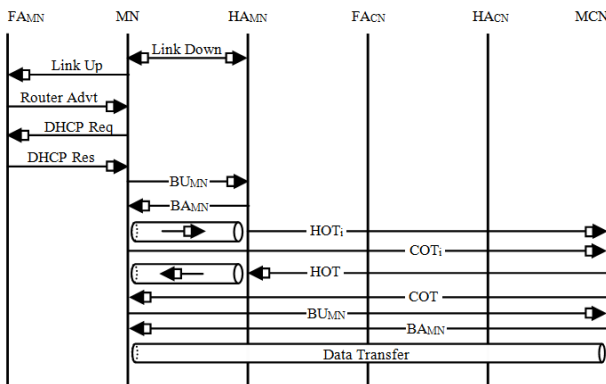 FAMN MN HAMN FACN HACN MCN
Link Down
Link Up
Router Advt
DHCP Req
DHCP Res
BUMN
BAMN
HOTi
COTi
HOT
COT
BUMN
BAMN
Data Transfer